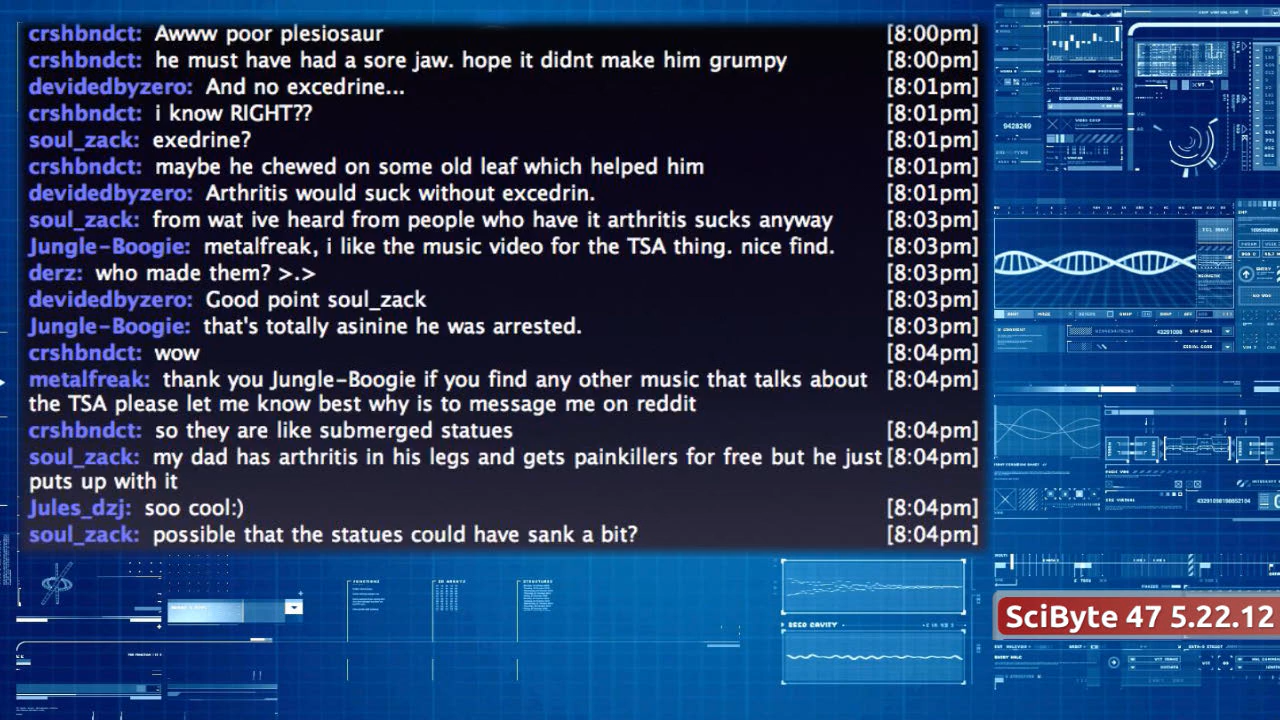 crshbndct: Awww poor plesiosaur [8:00pm]
crshbndct: he must have had a sore jaw. it didnt make him grumpy [8:00pm]
devidedbyzero: And no excedrine... [8:01pm]
crshbndct: i know RIGHT?? [8:01pm]
soul_zack: exedrine? [8:01pm]
crshbndct: maybe he chewed on some old leaf which helped him [8:01pm]
devidedbyzero: Arthritis would suck without excedrin. [8:01pm]
soul_zack: from wat ive heard from people who have it arthritis sucks anyway [8:03pm]
Jungle-Boogie: metalfreak, i like the music video for the TSA thing. nice find. [8:03pm]
derz: who made them? >.> [8:03pm]
devidedbyzero: Good point soul_zack [8:03pm]
Jungle-Boogie: that's totally asinine he was arrested. [8:03pm]
crshbndct: wow [8:04pm]
metalfreak: thank you Jungle-Boogie if you find any other music that talks about [8:04pm]
the TSA please let me know best why is to message me on reddit
crshbndct: so they are like submerged statues [8:04pm]
soul_zack: my dad has arthritis in his legs and gets painkillers for free but he just [8:04pm]
puts up with it
Jules_dzj: soo cool:) [8:04pm]
soul_zack: possible that the statues could have sank a bit? [8:04pm]
9428249
SciByte 47 5.22.12